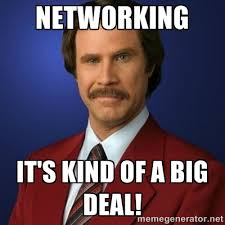 NETWORKING
IT'S KIND OF A BIG
DEAL!
memegenerator.net